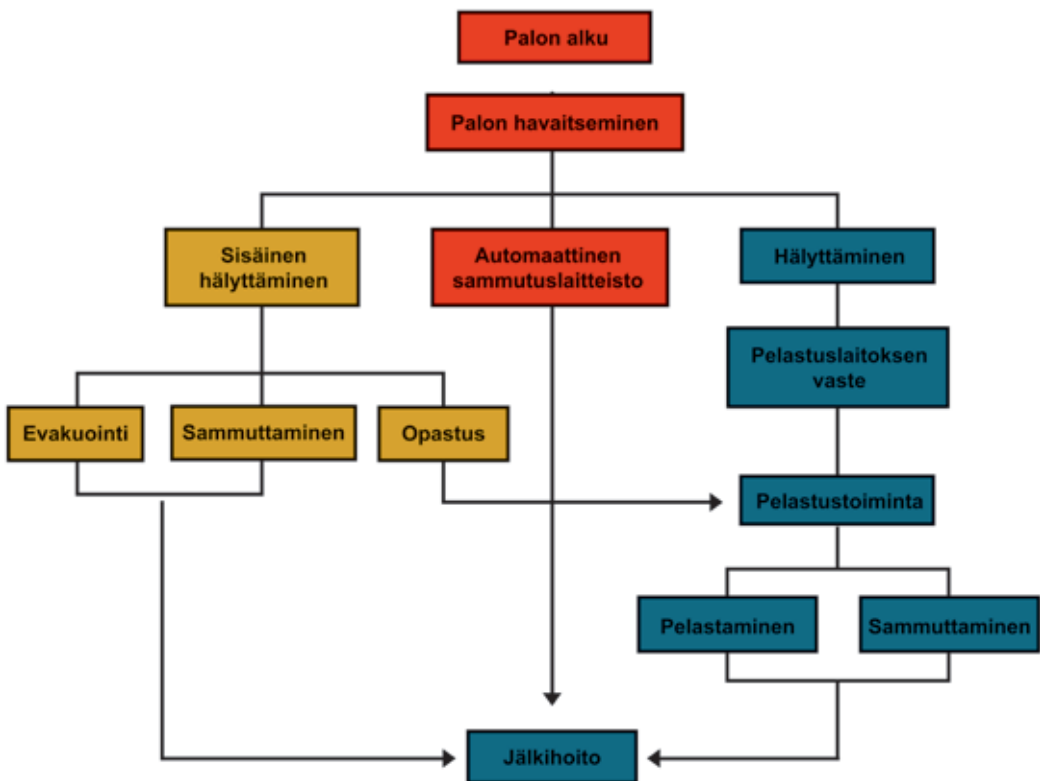 Palon alku
Palon havaitseminen
Sisäinen
hälyttäminen
Automaattinen
sammutuslaitteisto
Hälyttäminen
Pelastuslaitoksen
vaste
Evakuointi
Sammuttaminen
Opastus
Pelastustoiminta
Pelastaminen
Sammuttaminen
Jälkihoito